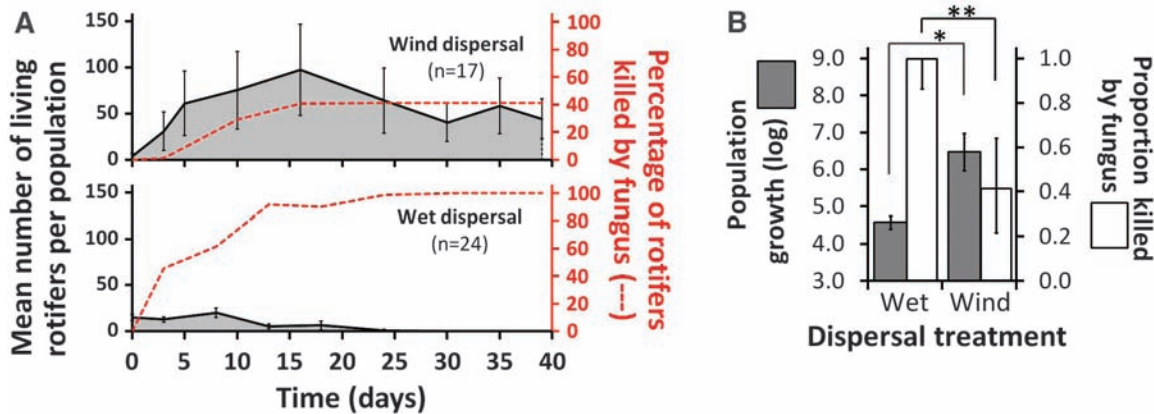 A
Mean number of living
rotifers per population
150
100
50
0
Wind dispersal
(n=17)
100
80
60
40
20
0
150
100
50
0
Wet dispersal
(n=24)
100
80
60
40
20
0
0 5 10 15 20 25 30 35 40
Time (days)
Percentage of rotifers
killed by fungus (---)
B
Population
growth (log)
9.0
8.0
7.0
6.0
5.0
4.0
3.0
*
**
1.0
0.8
0.6
0.4
0.2
0.0
Proportion killed
by fungus
Wet Wind
Dispersal treatment